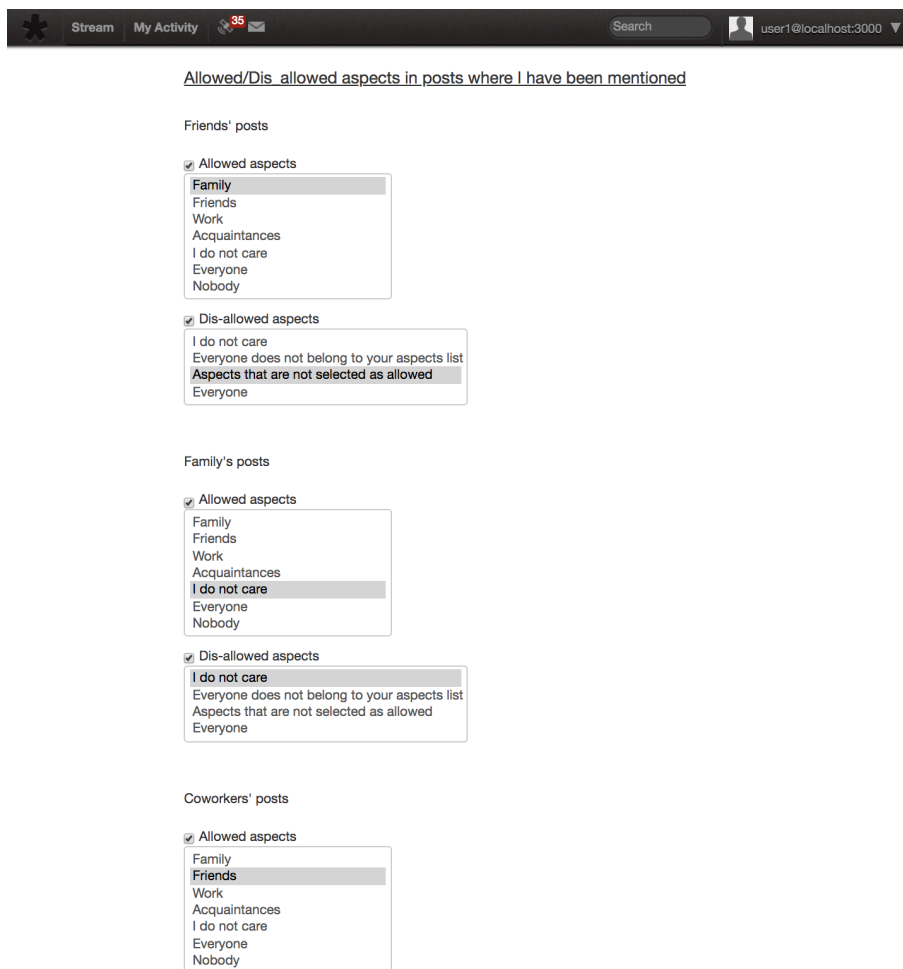 Stream My Activity 35 Search user1@localhost:3000 ▼
Allowed/Dis_allowed aspects in posts where I have been mentioned
Friends' posts
Allowed aspects
Family
Friends
Work
Acquaintances
I do not care
Everyone
Nobody
Dis-allowed aspects
I do not care
Everyone does not belong to your aspects list
Aspects that are not selected as allowed
Everyone
Family's posts
Allowed aspects
Family
Friends
Work
Acquaintances
I do not care
Everyone
Nobody
Dis-allowed aspects
I do not care
Everyone does not belong to your aspects list
Aspects that are not selected as allowed
Everyone
Coworkers' posts
Allowed aspects
Family
Friends
Work
Acquaintances
I do not care
Everyone
Nobody